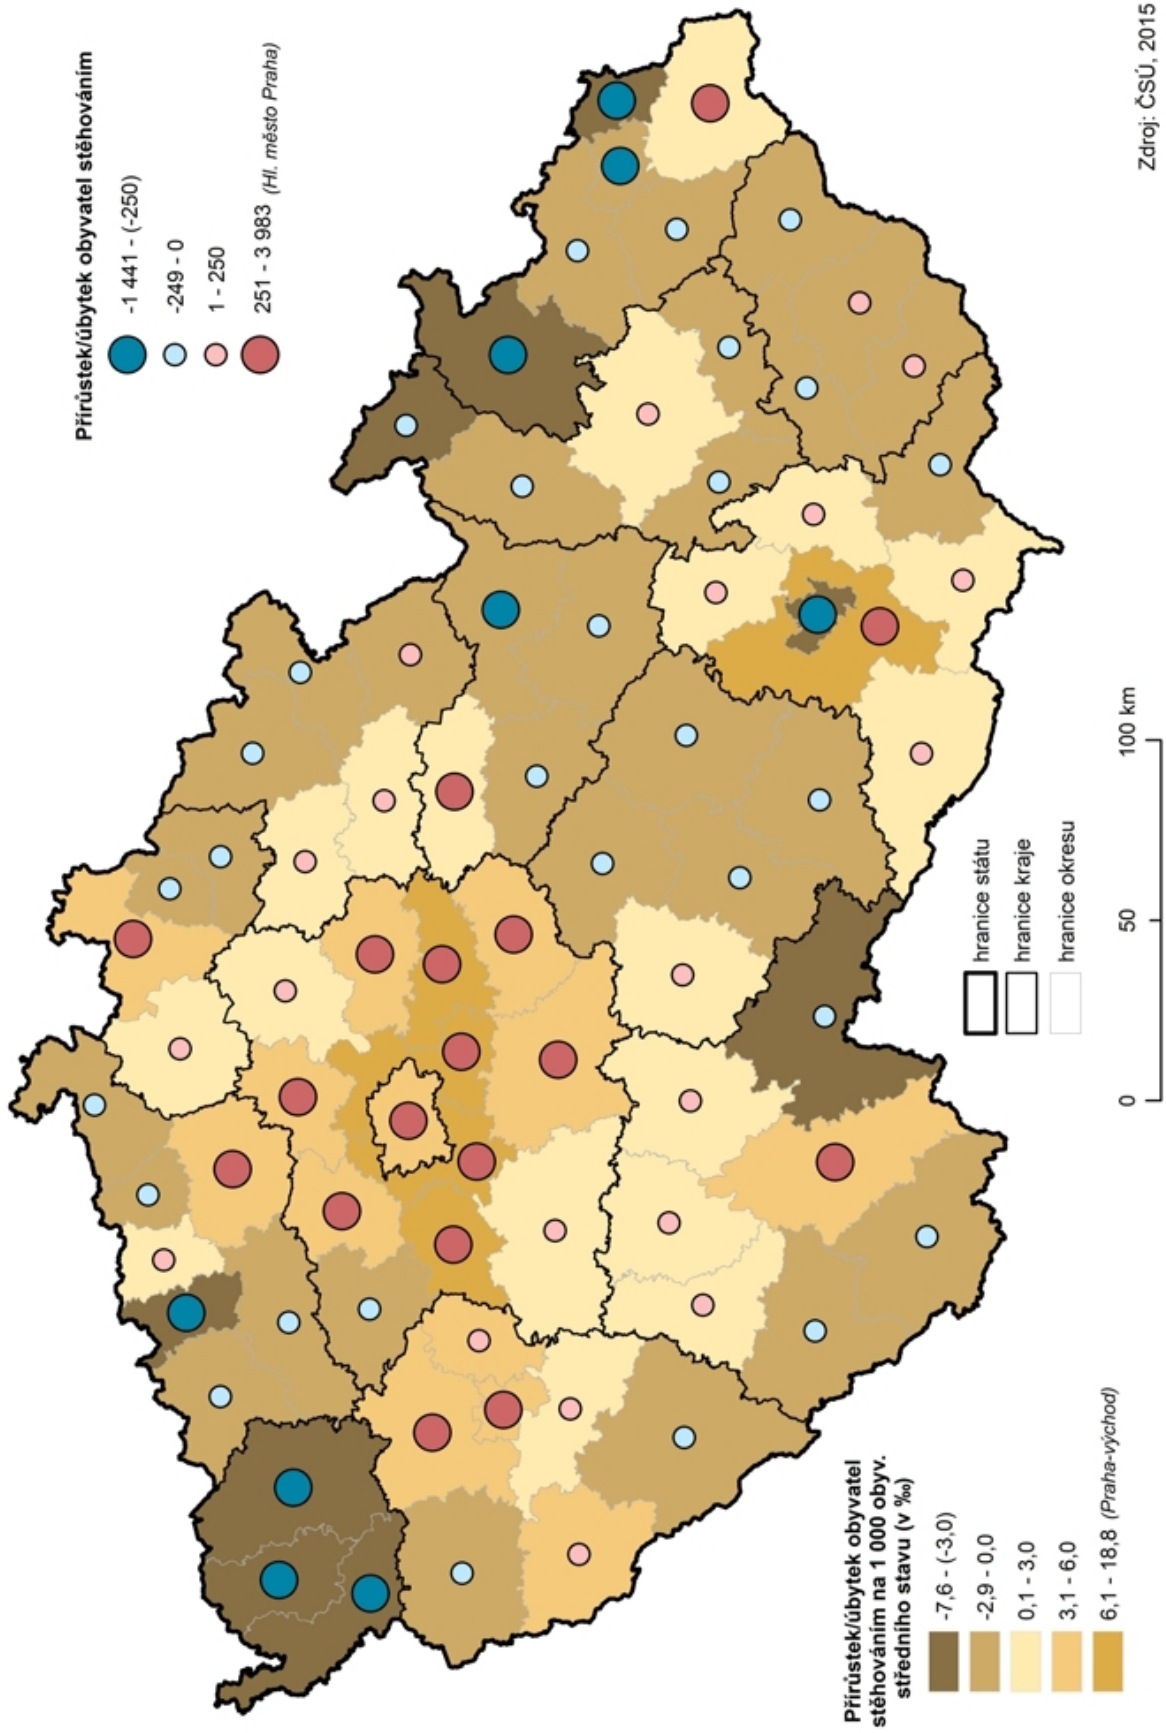 Přírůstek/úbytek obyvatel stěhováním
-1 441 - (-250)
-249 - 0
1 - 250
251 - 3 983 (Hl. město Praha)
Přírůstek/úbytek obyvatel
stěhováním na 1 000 obyv.
středního stavu (v ‰)
-7,6 - (-3,0)
-2,9 - 0,0
0,1 - 3,0
3,1 - 6,0
6,1 - 18,8 (Praha-východ)
hranice státu
hranice kraje
hranice okresu
0 50 100 km
Zdroj: ČSÚ, 2015